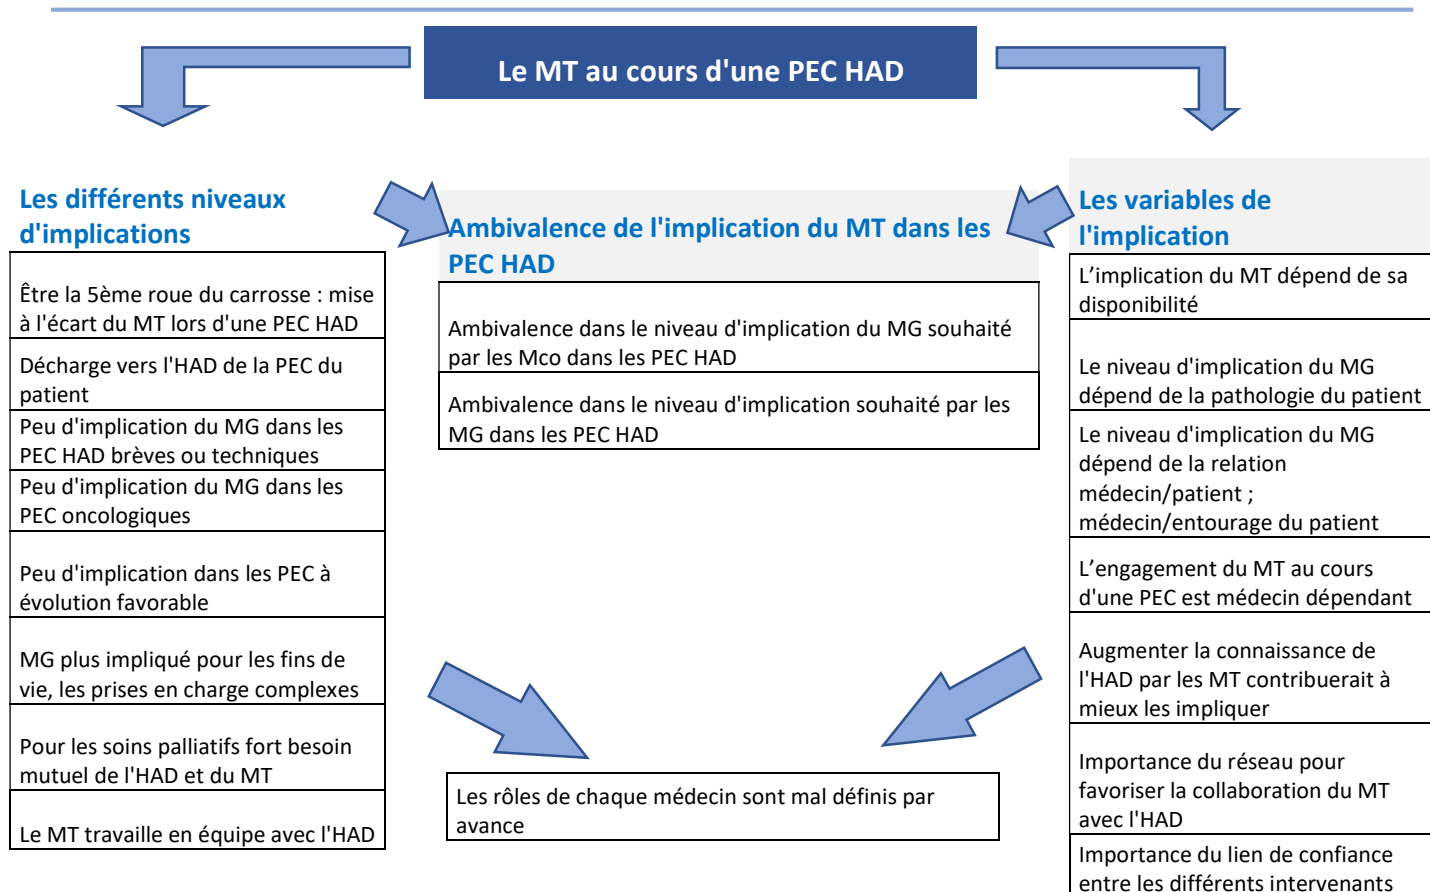 Le MT au cours d'une PEC HAD
Les différents niveaux
d'implications
Être la 5ème roue du carrosse : mise
à l'écart du MT lors d'une PEC HAD
Décharge vers l'HAD de la PEC du
patient
Peu d'implication du MG dans les
PEC HAD brèves ou techniques
Peu d'implication du MG dans les
PEC oncologiques
Peu d'implication dans les PEC à
évolution favorable
MG plus impliqué pour les fins de
vie, les prises en charge complexes
Pour les soins palliatifs fort besoin
mutuel de l'HAD et du MT
Le MT travaille en équipe avec l'HAD
Ambivalence de l'implication du MT dans les
PEC HAD
Ambivalence dans le niveau d'implication du MG souhaité
par les Mco dans les PEC HAD
Ambivalence dans le niveau d'implication souhaité par les
MG dans les PEC HAD
Les rôles de chaque médecin sont mal définis par
avance
Les variables de
l'implication
L’implication du MT dépend de sa
disponibilité
Le niveau d'implication du MG
dépend de la pathologie du patient
Le niveau d'implication du MG
dépend de la relation
médecin/patient ;
médecin/entourage du patient
L’engagement du MT au cours
d'une PEC est médecin dépendant
Augmenter la connaissance de
l'HAD par les MT contribuerait à
mieux les impliquer
Importance du réseau pour
favoriser la collaboration du MT
avec l'HAD
Importance du lien de confiance
entre les différents intervenants